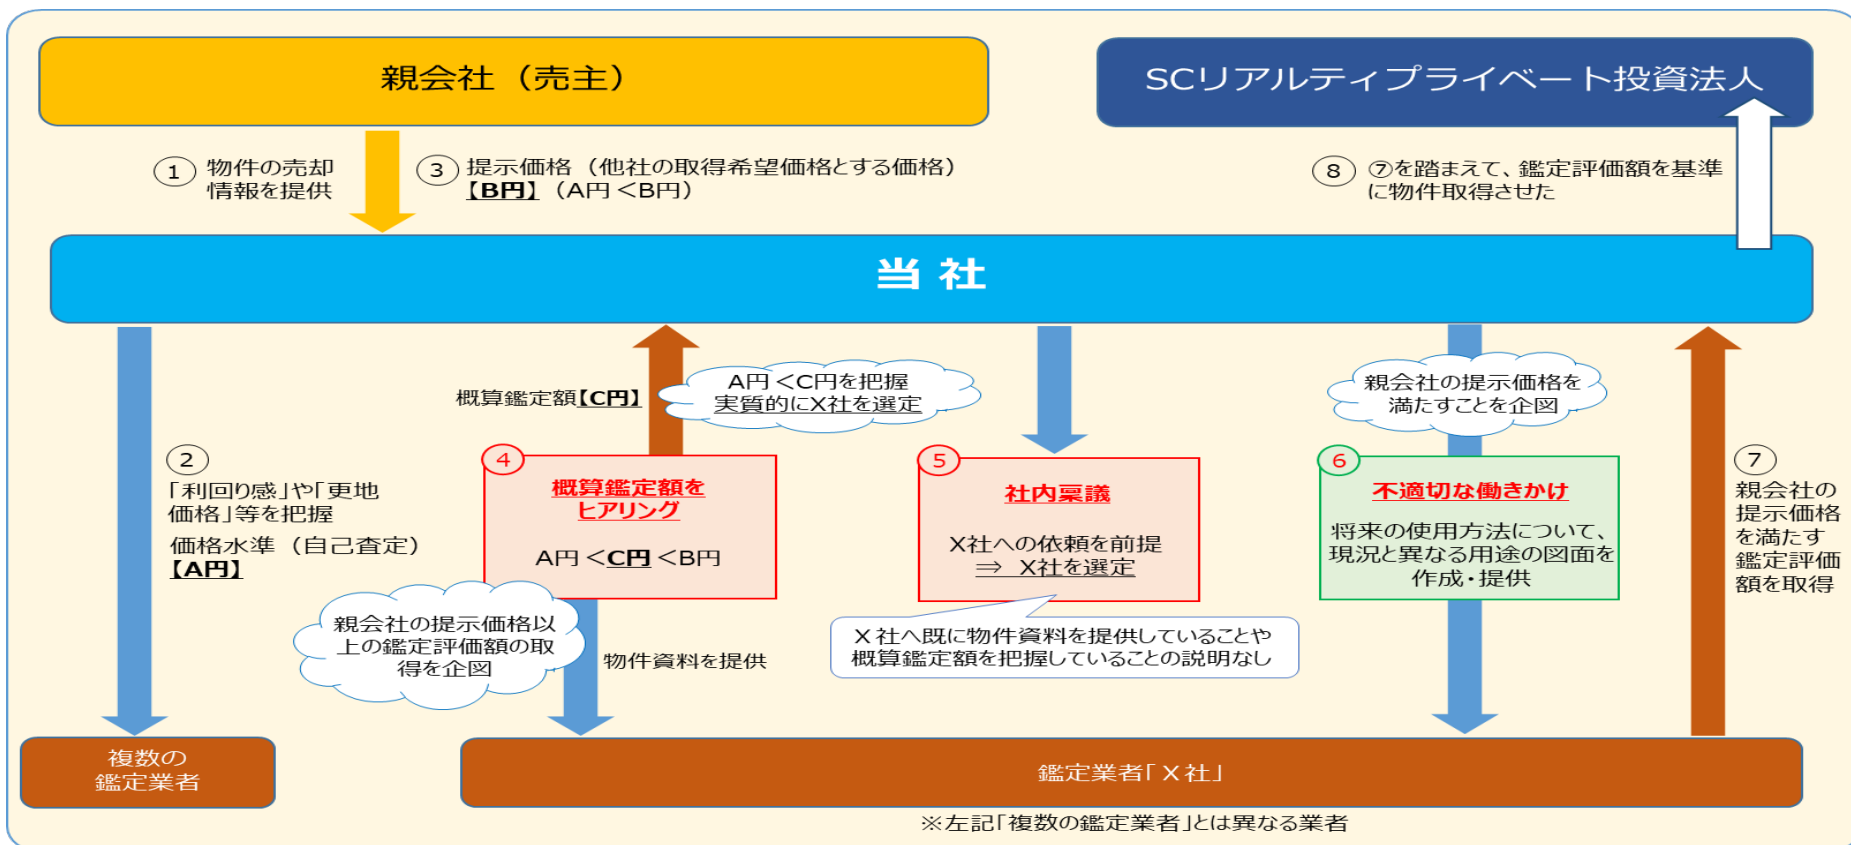 親会社（売主）
SCリアルティプライベート投資法人
① 物件の売却
情報を提供
③ 提示価格（他社の取得希望価格とする価格）
【B円】（A円＜B円）
⑧ ⑦を踏まえて、鑑定評価額を基準
に物件取得させた
当社
概算鑑定額【C円】
A円＜C円を把握
実質的にX社を選定
親会社の提示価格を
満たすことを企図
②
「利回り感」や「更地
価格」等を把握
価格水準（自己査定）
【A円】
④
概算鑑定額を
ヒアリング
A円＜C円＜B円
⑤
社内稟議
X社への依頼を前提
⇒ X社を選定
⑥
不適切な働きかけ
将来の使用方法について、
現況と異なる用途の図面を
作成・提供
⑦
親会社の
提示価格
を満たす
鑑定評価
額を取得
親会社の提示価格以
上の鑑定評価額の取
得を企図
物件資料を提供
X社へ既に物件資料を提供していることや
概算鑑定額を把握していることの説明なし
複数の
鑑定業者
鑑定業者「X社」
※左記「複数の鑑定業者」とは異なる業者